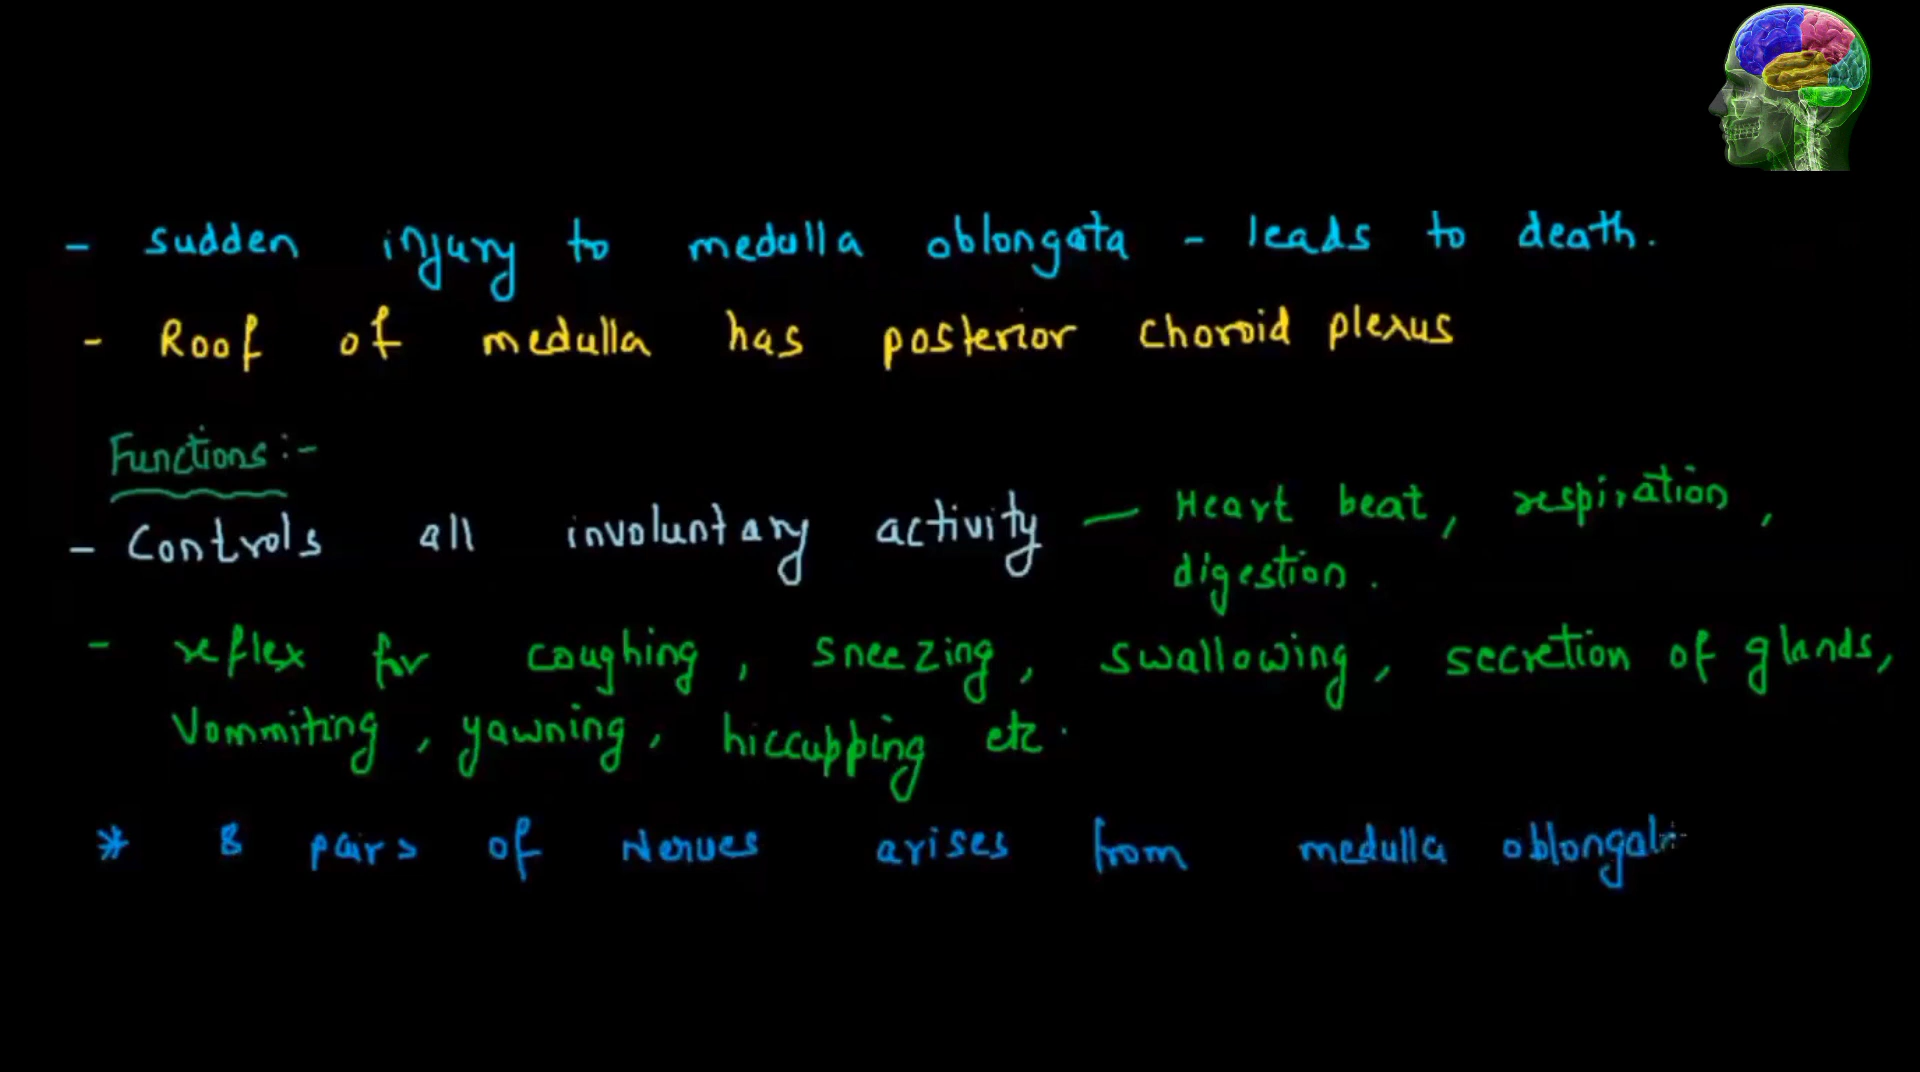 - sudden injury to medulla oblongata - leads to death.
- Roof of medulla has posterior choroid plexus
Functions :-
- Controls all involuntary activity — Heart beat, respiration,
digestion.
- reflex for coughing, sneezing, swallowing, secretion of glands,
Vommiting, yawning, hiccupping etc.
* 8 pairs of Nerves arises from medulla oblongata